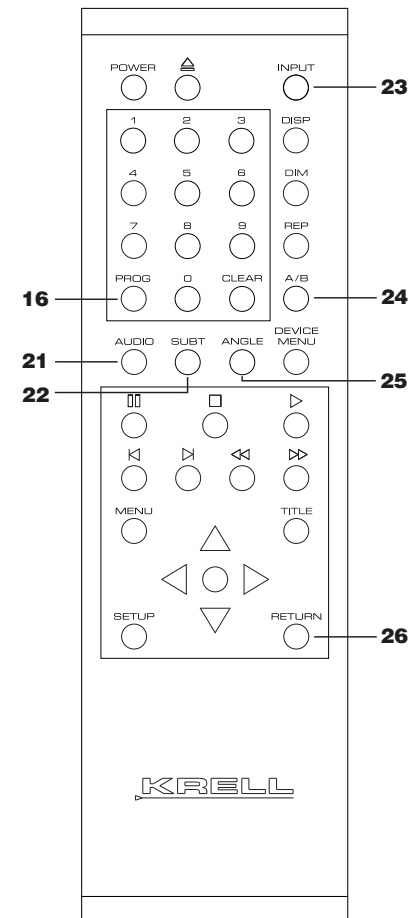 POWER INPUT
23
1 2 3 DISP
4 5 6 DIM
7 8 9 REP
PROG 0 CLEAR A/B
16
24
AUDIO SUBT ANGLE DEVICE MENU
21
22
25
MENU TITLE
SETUP RETURN
26
KRELL